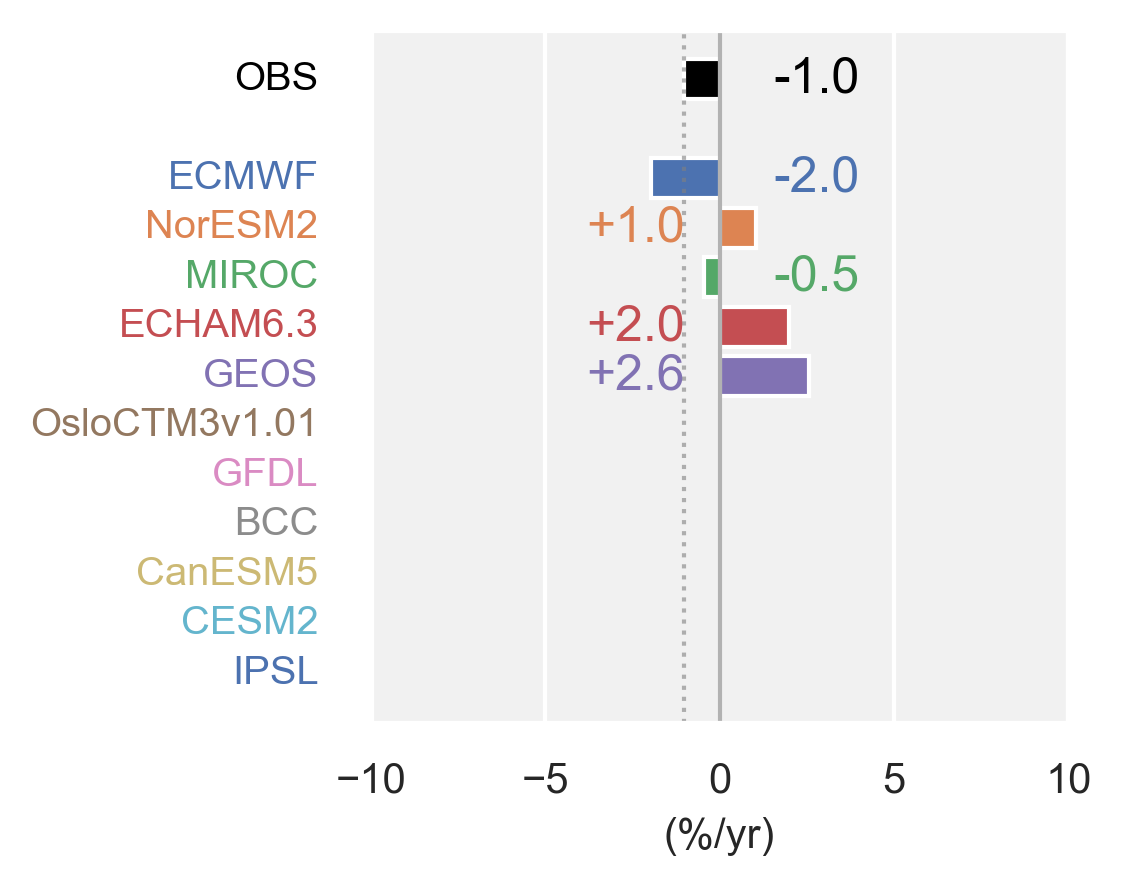 OBS -1.0
ECMWF -2.0
NorESM2 +1.0
MIROC -0.5
ECHAM6.3 +2.0
GEOS +2.6
OsloCTM3v1.01
GFDL
BCC
CanESM5
CESM2
IPSL
−10 −5 0 5 10
(%/yr)